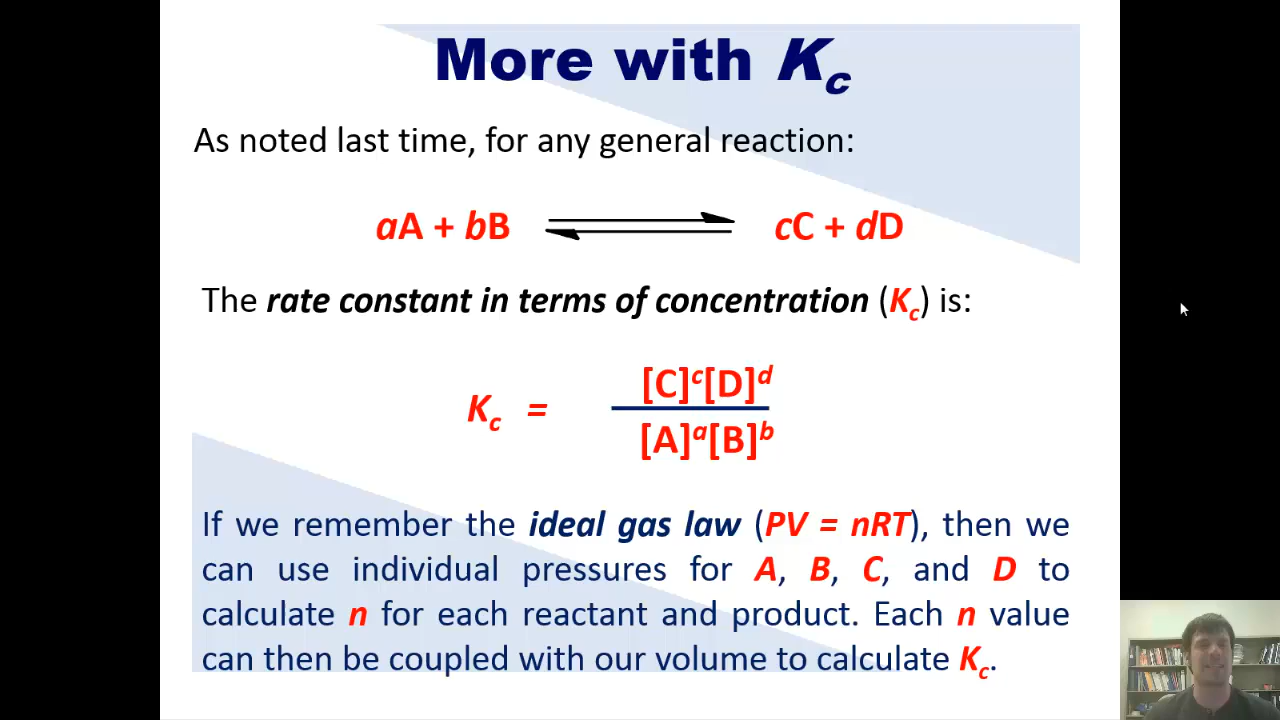 More with Kc
As noted last time, for any general reaction:
aA + bB ⇌ cC + dD
The rate constant in terms of concentration (Kc) is:
[C]^c[D]^d
Kc =
[A]^a[B]^b
If we remember the ideal gas law (PV = nRT), then we
can use individual pressures for A, B, C, and D to
calculate n for each reactant and product. Each n value
can then be coupled with our volume to calculate Kc.